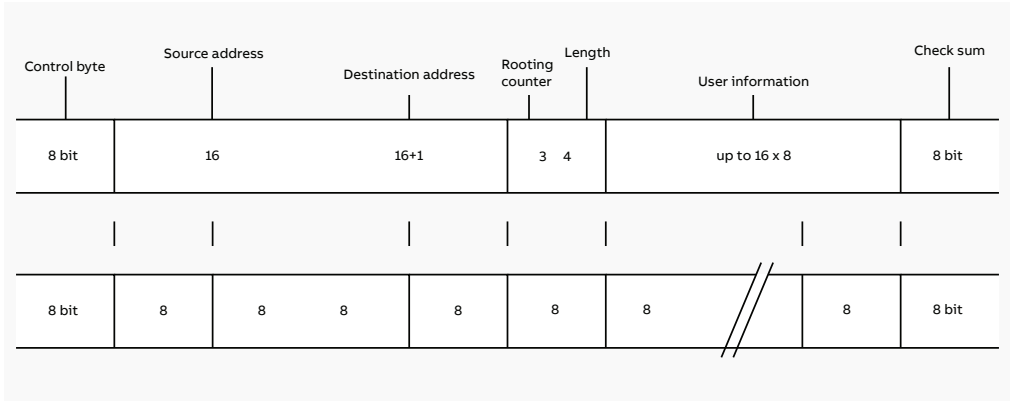 Control byte
Source address
Destination address
Rooting
counter
Length
User information
Check sum
8 bit
16
16+1
3
4
up to 16 x 8
8 bit
8 bit
8
8
8
8
8
8
8
8 bit